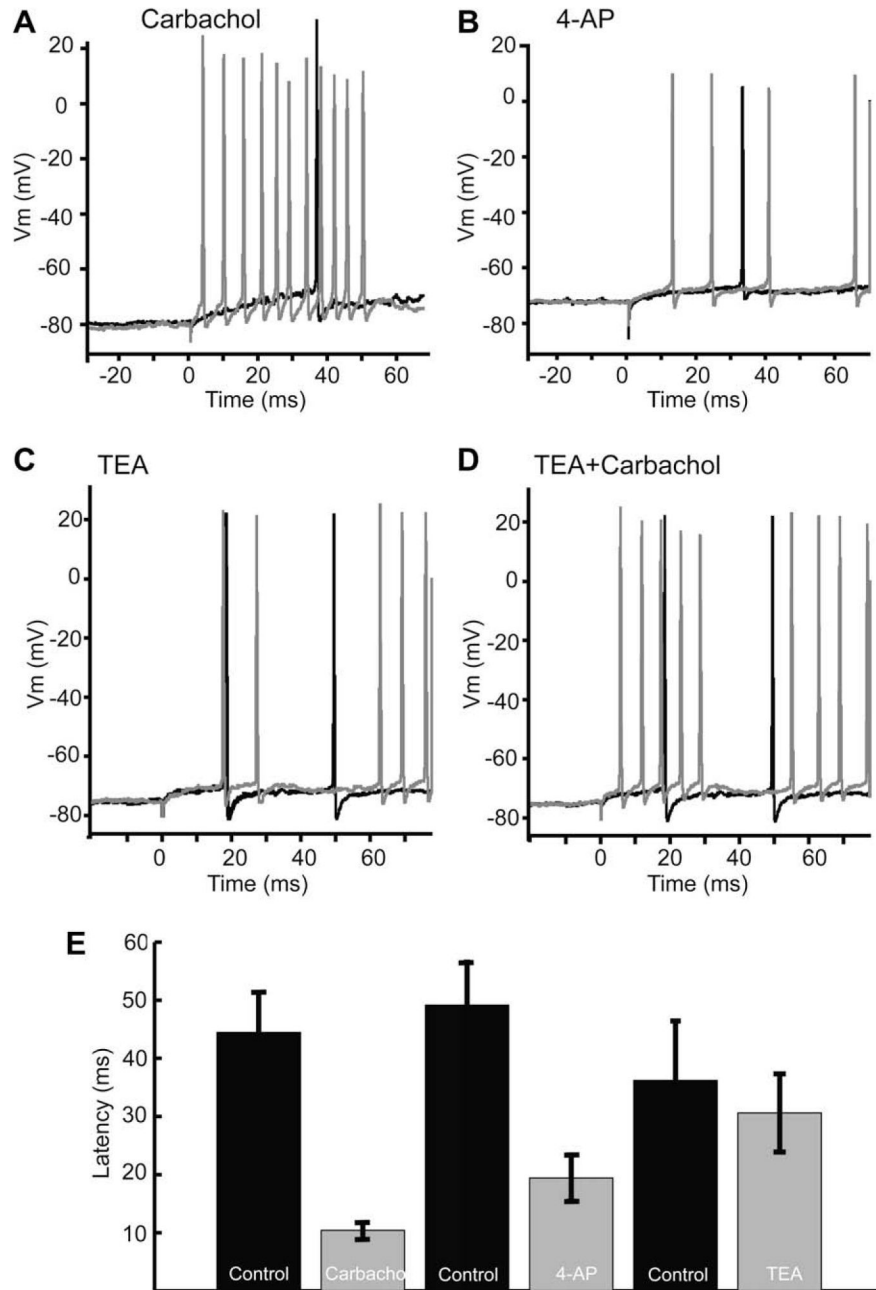 A Carbachol
20
0
-20
-40
-60
-80
Vm (mV)
-20 0 20 40 60
Time (ms)
B 4-AP
20
0
-20
-40
-60
-80
Vm (mV)
-20 0 20 40 60
Time (ms)
C TEA
20
0
-20
-40
-60
-80
Vm (mV)
0 20 40 60
Time (ms)
D TEA+Carbachol
20
0
-20
-40
-60
-80
Vm (mV)
0 20 40 60
Time (ms)
E
60
50
40
30
20
10
Latency (ms)
Control Carbacho Control 4-AP Control TEA